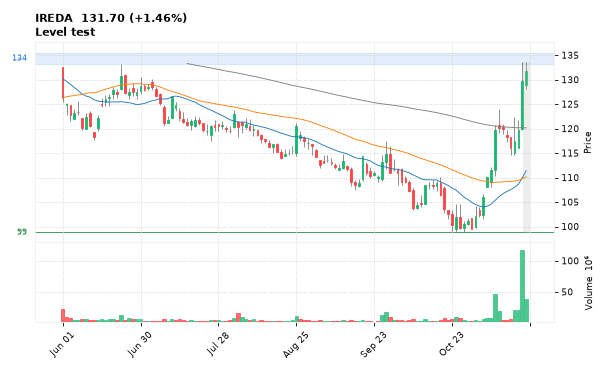 IREDA 131.70 (+1.46%)
Level test
134
99
135
130
125
120
115
110
105
100
Price
100
50
Volume 10⁶
Jun 01
Jun 30
Jul 28
Aug 25
Sep 23
Oct 23